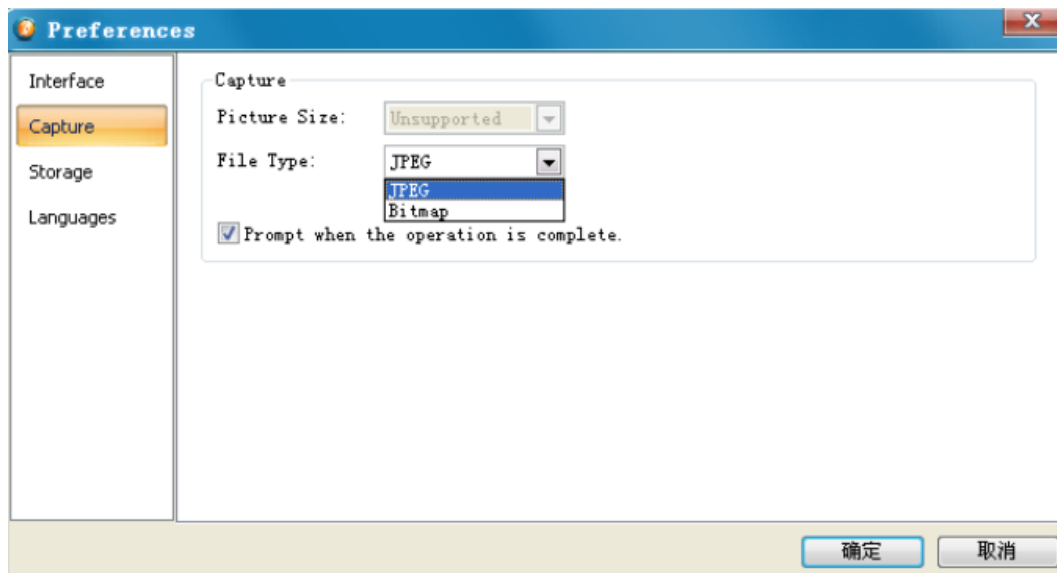 Preferences
Interface
Capture
Storage
Languages
Capture
Picture Size: Unsupported
File Type: JPEG
JPEG
Bitmap
Prompt when the operation is complete.
确定 取消